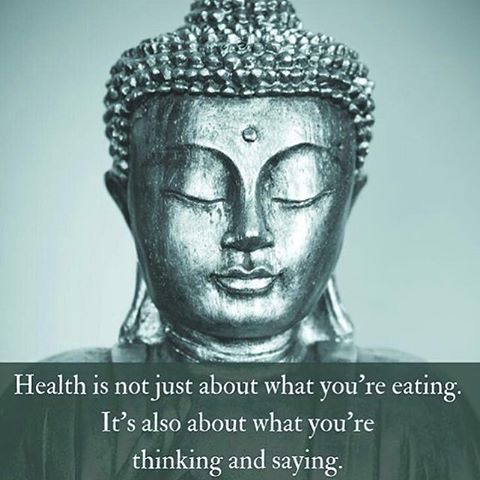 Health is not just about what you're eating.
It's also about what you're
thinking and saying.